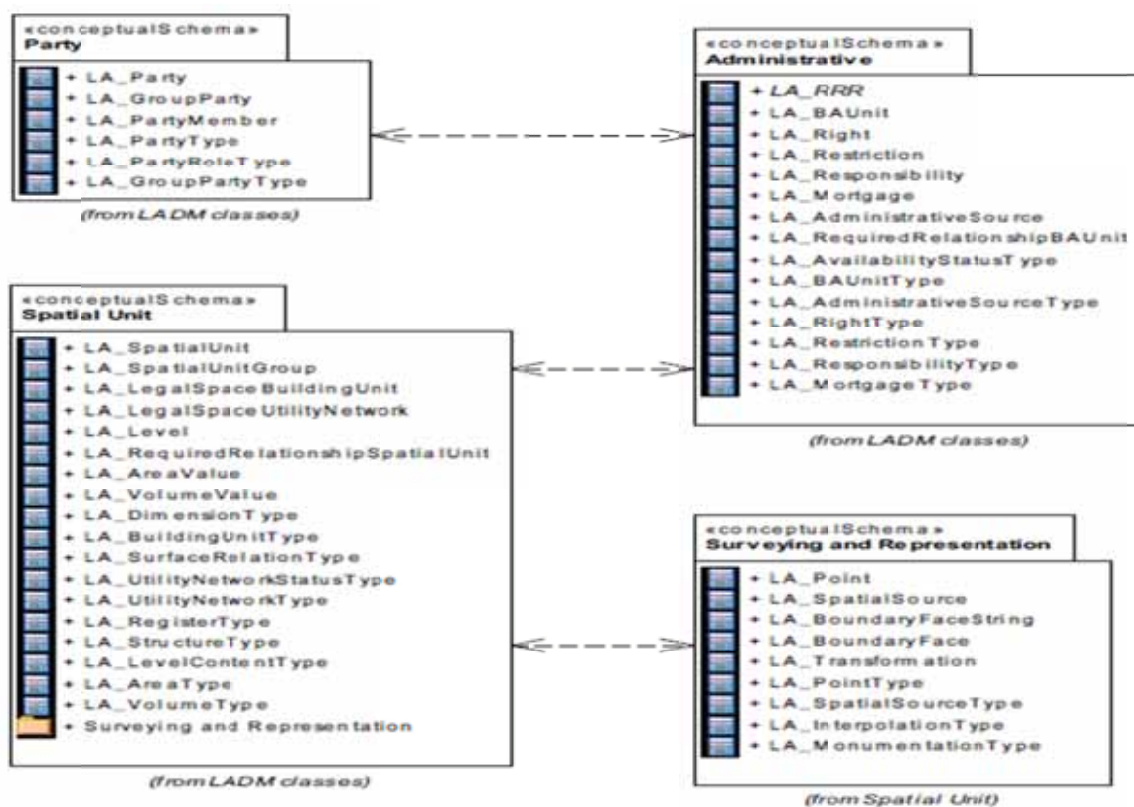 «conceptualSchema»
Party
+ LA_Party
+ LA_GroupParty
+ LA_PartyMember
+ LA_PartyType
+ LA_PartyRoleType
+ LA_GroupPartyType
(from LADM classes)
«conceptualSchema»
Administrative
+ LA_RRR
+ LA_BAUnit
+ LA_Right
+ LA_Restriction
+ LA_Responsibility
+ LA_Mortgage
+ LA_AdministrativeSource
+ LA_RequiredRelationshipBAUnit
+ LA_AvailabilityStatusType
+ LA_BAUnitType
+ LA_AdministrativeSourceType
+ LA_RightType
+ LA_RestrictionType
+ LA_ResponsibilityType
+ LA_MortgageType
(from LADM classes)
«conceptualSchema»
Spatial Unit
+ LA_SpatialUnit
+ LA_SpatialUnitGroup
+ LA_LegalSpaceBuildingUnit
+ LA_LegalSpaceUtilityNetwork
+ LA_Level
+ LA_RequiredRelationshipSpatialUnit
+ LA_AreaValue
+ LA_VolumeValue
+ LA_DimensionType
+ LA_BuildingUnitType
+ LA_SurfaceRelationType
+ LA_UtilityNetworkStatusType
+ LA_UtilityNetworkType
+ LA_RegisterType
+ LA_StructureType
+ LA_LevelContentType
+ LA_AreaType
+ LA_VolumeType
+ Surveying and Representation
(from LADM classes)
«conceptualSchema»
Surveying and Representation
+ LA_Point
+ LA_SpatialSource
+ LA_BoundaryFaceString
+ LA_BoundaryFace
+ LA_Transformation
+ LA_PointType
+ LA_SpatialSourceType
+ LA_InterpolationType
+ LA_MonumentationType
(from Spatial Unit)